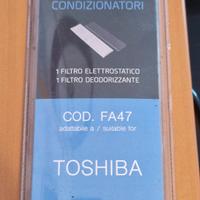 CONDIZIONATORI
1 FILTRO ELETTROSTATICO
1 FILTRO DEODORIZZANTE
COD. FA47
adattabile a / suitable for
TOSHIBA